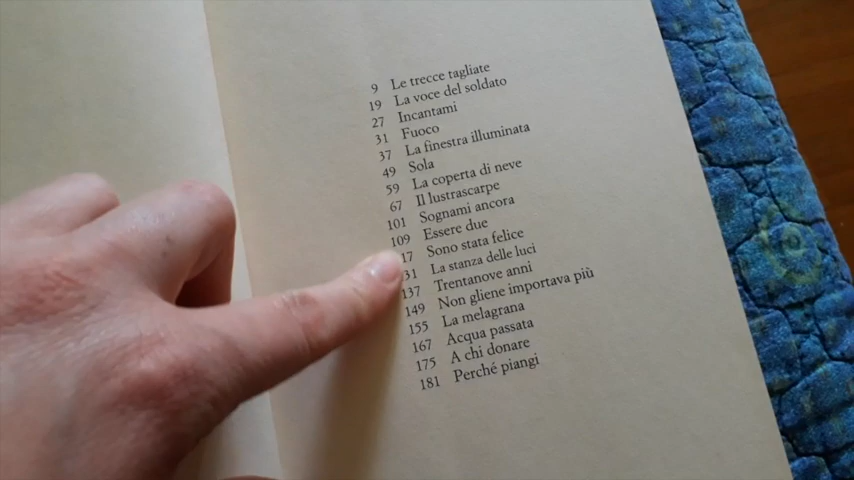 9 Le trecce tagliate
19 La voce del soldato
27 Incantami
31 Fuoco
37 La finestra illuminata
49 Sola
59 La coperta di neve
67 Il lustrascarpe
101 Sognami ancora
109 Essere due
17 Sono stata felice
31 La stanza delle luci
137 Trentanove anni
149 Non gliene importava più
155 La melagrana
167 Acqua passata
175 A chi donare
181 Perché piangi